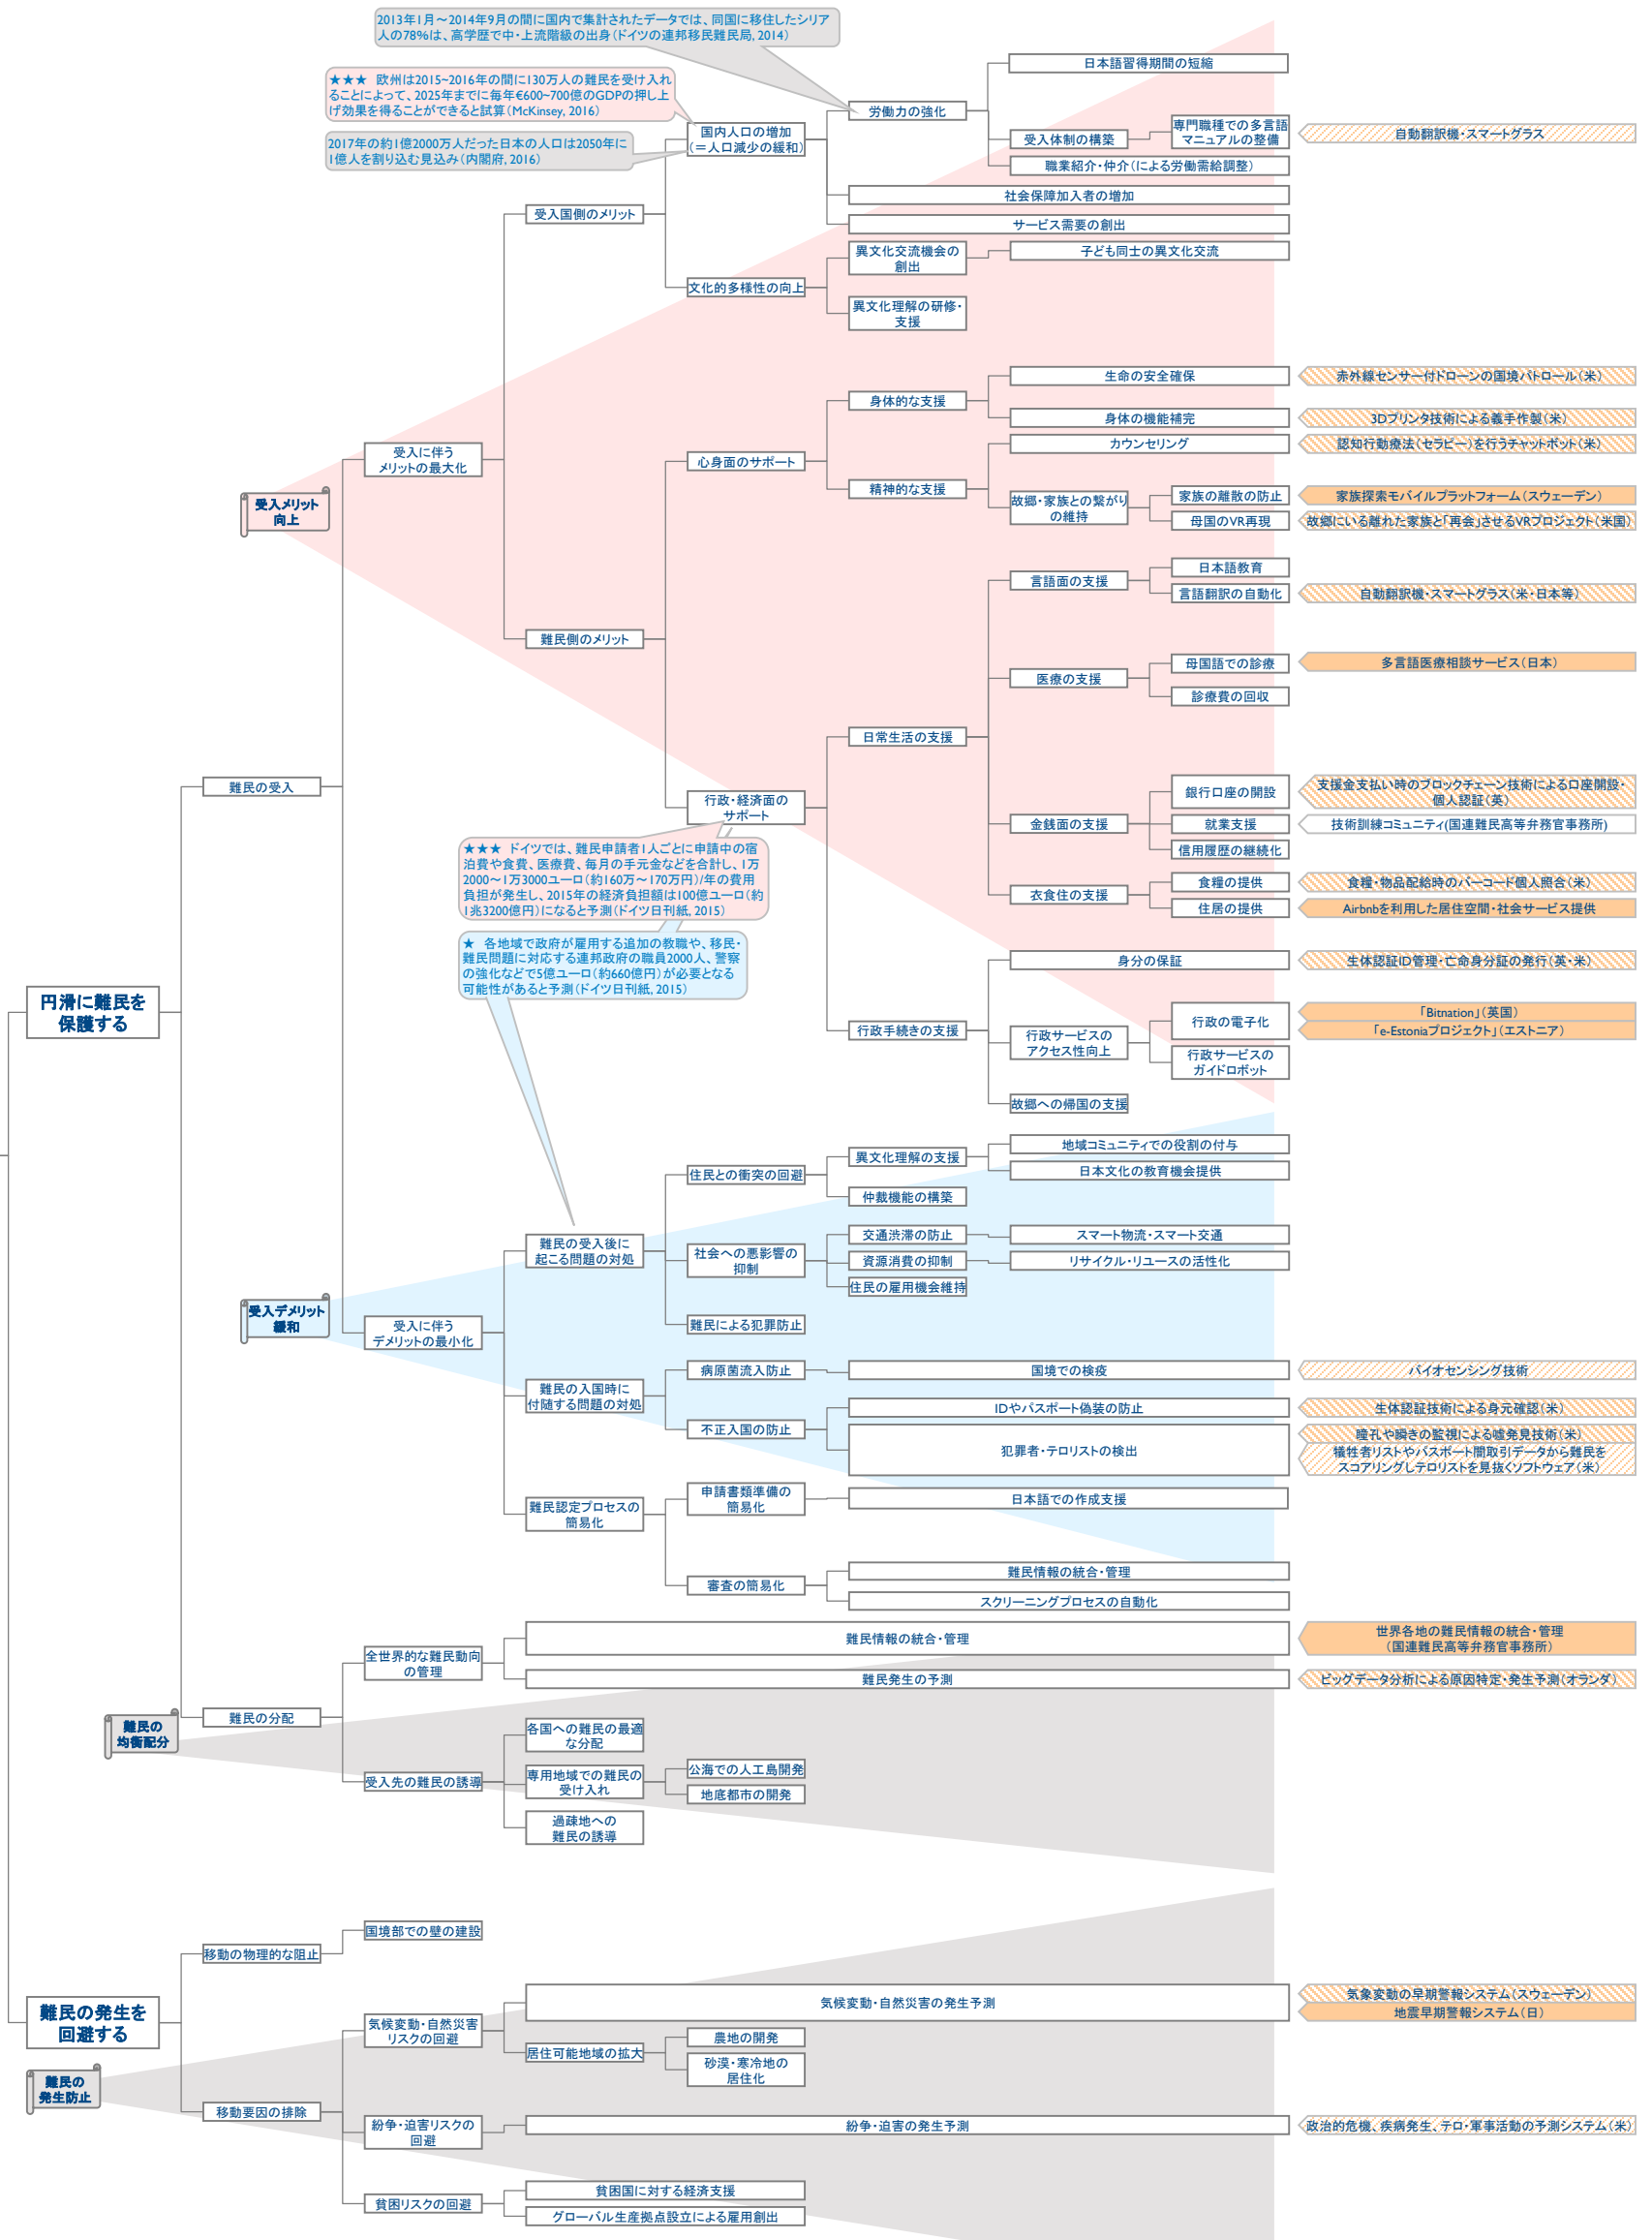 2013年1月～2014年9月の間に国内で集計されたデータでは、同国に移住したシリア
人の78%は、高学歴で中・上流階級の出身（ドイツの連邦移民難民局, 2014）
★★★ 欧州は2015~2016年の間に130万人の難民を受け入れ
ることによって、2025年までに毎年€600~700億のGDPの押し上
げ効果を得ることができると試算（McKinsey, 2016）
2017年の約1億2000万人だった日本の人口は2050年に
1億人を割り込む見込み（内閣府, 2016）
国内人口の増加
（＝人口減少の緩和）
労働力の強化
日本語習得期間の短縮
受入体制の構築
専門職種での多言語
マニュアルの整備
自動翻訳機・スマートグラス
職業紹介・仲介（による労働需給調整）
社会保障加入者の増加
サービス需要の創出
受入国側のメリット
異文化交流機会の
創出
子ども同士の異文化交流
文化的多様性の向上
異文化理解の研修・
支援
生命の安全確保
赤外線センサー付ドローンの国境パトロール（米）
身体的な支援
身体の機能補完
3Dプリンタ技術による義手作製（米）
受入に伴う
メリットの最大化
心身面のサポート
カウンセリング
認知行動療法（セラピー）を行うチャットボット（米）
精神的な支援
受入メリット
向上
故郷・家族との繋がり
の維持
家族の離散の防止
家族探索モバイルプラットフォーム（スウェーデン）
母国のVR再現
故郷にいる離れた家族と「再会」させるVRプロジェクト（米国）
言語面の支援
日本語教育
言語翻訳の自動化
自動翻訳機・スマートグラス（米・日本等）
難民側のメリット
医療の支援
母国語での診療
多言語医療相談サービス（日本）
診療費の回収
日常生活の支援
難民の受入
行政・経済面の
サポート
銀行口座の開設
支援金支払い時のブロックチェーン技術による口座開設・
個人認証（英）
金銭面の支援
就業支援
技術訓練コミュニティ(国連難民高等弁務官事務所)
信用履歴の継続化
★★★ ドイツでは、難民申請者1人ごとに申請中の宿
泊費や食費、医療費、毎月の手元金などを合計し、1万
2000～1万3000ユーロ（約160万～170万円）/年の費用
負担が発生し、2015年の経済負担額は100億ユーロ（約
1兆3200億円）になると予測（ドイツ日刊紙, 2015）
衣食住の支援
食糧の提供
食糧・物品配給時のバーコード個人照合（米）
住居の提供
Airbnbを利用した居住空間・社会サービス提供
★ 各地域で政府が雇用する追加の教職や、移民・
難民問題に対応する連邦政府の職員2000人、警察
の強化などで5億ユーロ（約660億円）が必要となる
可能性があると予測（ドイツ日刊紙, 2015）
身分の保証
生体認証ID管理・亡命身分証の発行（英・米）
円滑に難民を
保護する
行政手続きの支援
行政サービスの
アクセス性向上
行政の電子化
「Bitnation」（英国）
「e-Estoniaプロジェクト」（エストニア）
行政サービスの
ガイドロボット
故郷への帰国の支援
住民との衝突の回避
異文化理解の支援
地域コミュニティでの役割の付与
日本文化の教育機会提供
仲裁機能の構築
難民の受入後に
起こる問題の対処
社会への悪影響の
抑制
交通渋滞の防止
スマート物流・スマート交通
資源消費の抑制
リサイクル・リユースの活性化
住民の雇用機会維持
受入デメリット
緩和
受入に伴う
デメリットの最小化
難民による犯罪防止
難民の入国時に
付随する問題の対処
病原菌流入防止
国境での検疫
バイオセンシング技術
不正入国の防止
IDやパスポート偽装の防止
生体認証技術による身元確認（米）
犯罪者・テロリストの検出
瞳孔や瞬きの監視による嘘発見技術（米）
犠牲者リストやパスポート闇取引データから難民を
スコアリングしテロリストを見抜くソフトウェア（米）
難民認定プロセスの
簡易化
申請書類準備の
簡易化
日本語での作成支援
審査の簡易化
難民情報の統合・管理
スクリーニングプロセスの自動化
全世界的な難民動向
の管理
難民情報の統合・管理
世界各地の難民情報の統合・管理
（国連難民高等弁務官事務所）
難民発生の予測
ビッグデータ分析による原因特定・発生予測（オランダ）
難民の
均衡配分
難民の分配
各国への難民の最適
な分配
受入先の難民の誘導
専用地域での難民の
受け入れ
公海での人工島開発
地底都市の開発
過疎地への
難民の誘導
国境部での壁の建設
移動の物理的な阻止
難民の発生を
回避する
気候変動・自然災害
リスクの回避
気候変動・自然災害の発生予測
気象変動の早期警報システム（スウェーデン）
地震早期警報システム（日）
居住可能地域の拡大
農地の開発
砂漠・寒冷地の
居住化
難民の
発生防止
移動要因の排除
紛争・迫害リスクの
回避
紛争・迫害の発生予測
政治的危機、疾病発生、テロ・軍事活動の予測システム（米）
貧困リスクの回避
貧困国に対する経済支援
グローバル生産拠点設立による雇用創出